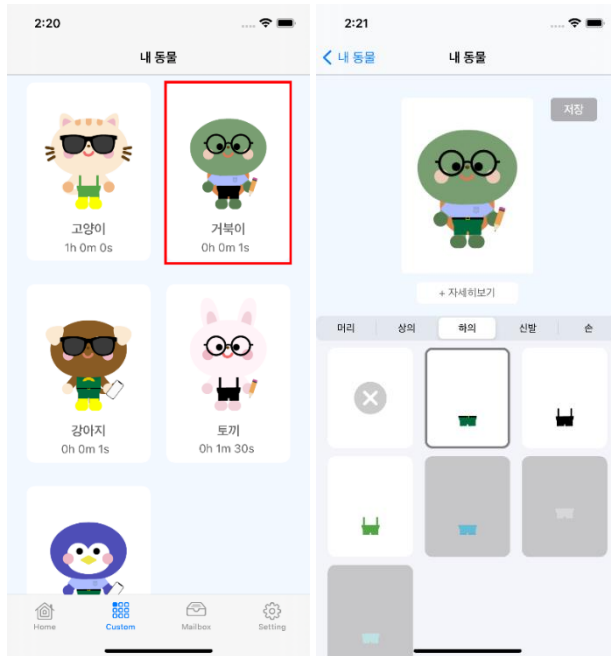 2:20
내 동물
고양이
1h 0m 0s
거북이
0h 0m 1s
강아지
0h 0m 1s
토끼
0h 1m 30s
Home
Custom
Mailbox
Setting
2:21
내 동물
내 동물
저장
+ 자세히보기
머리
상의
하의
신발
손